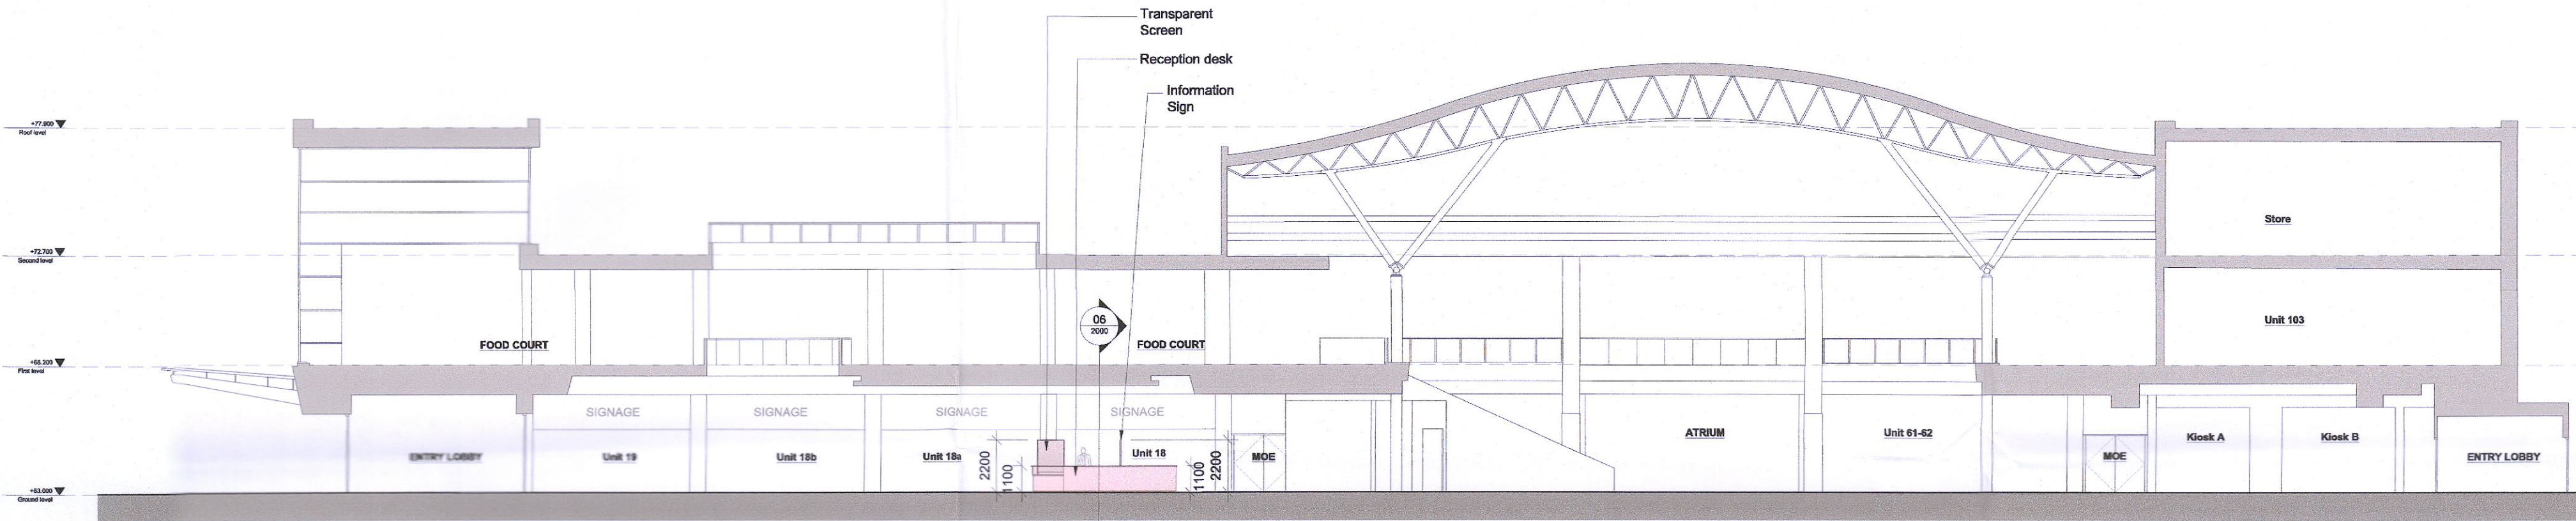 Transparent
Screen
Reception desk
Information
Sign
+77.900
Roof level
Store
+72.700
Second level
06
2000
Unit 103
FOOD COURT
FOOD COURT
+68.200
First level
SIGNAGE
SIGNAGE
SIGNAGE
SIGNAGE
ATRIUM
Unit 61-62
Kiosk A
Kiosk B
ENTRY LOBBY
Unit 19
Unit 18b
Unit 18a
2200
1100
Unit 18
1100
2200
MOE
MOE
ENTRY LOBBY
+63.000
Ground level